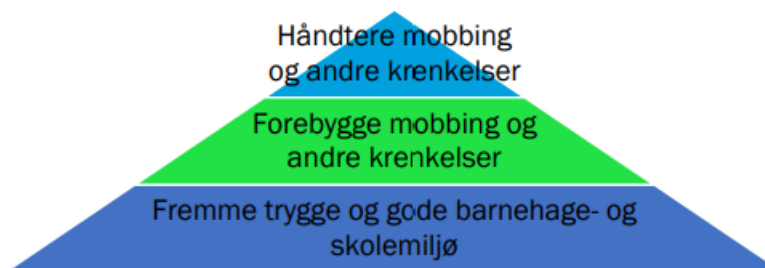 Håndtere mobbing
og andre krenkelser
Forebygge mobbing og
andre krenkelser
Fremme trygge og gode barnehage- og
skolemiljø